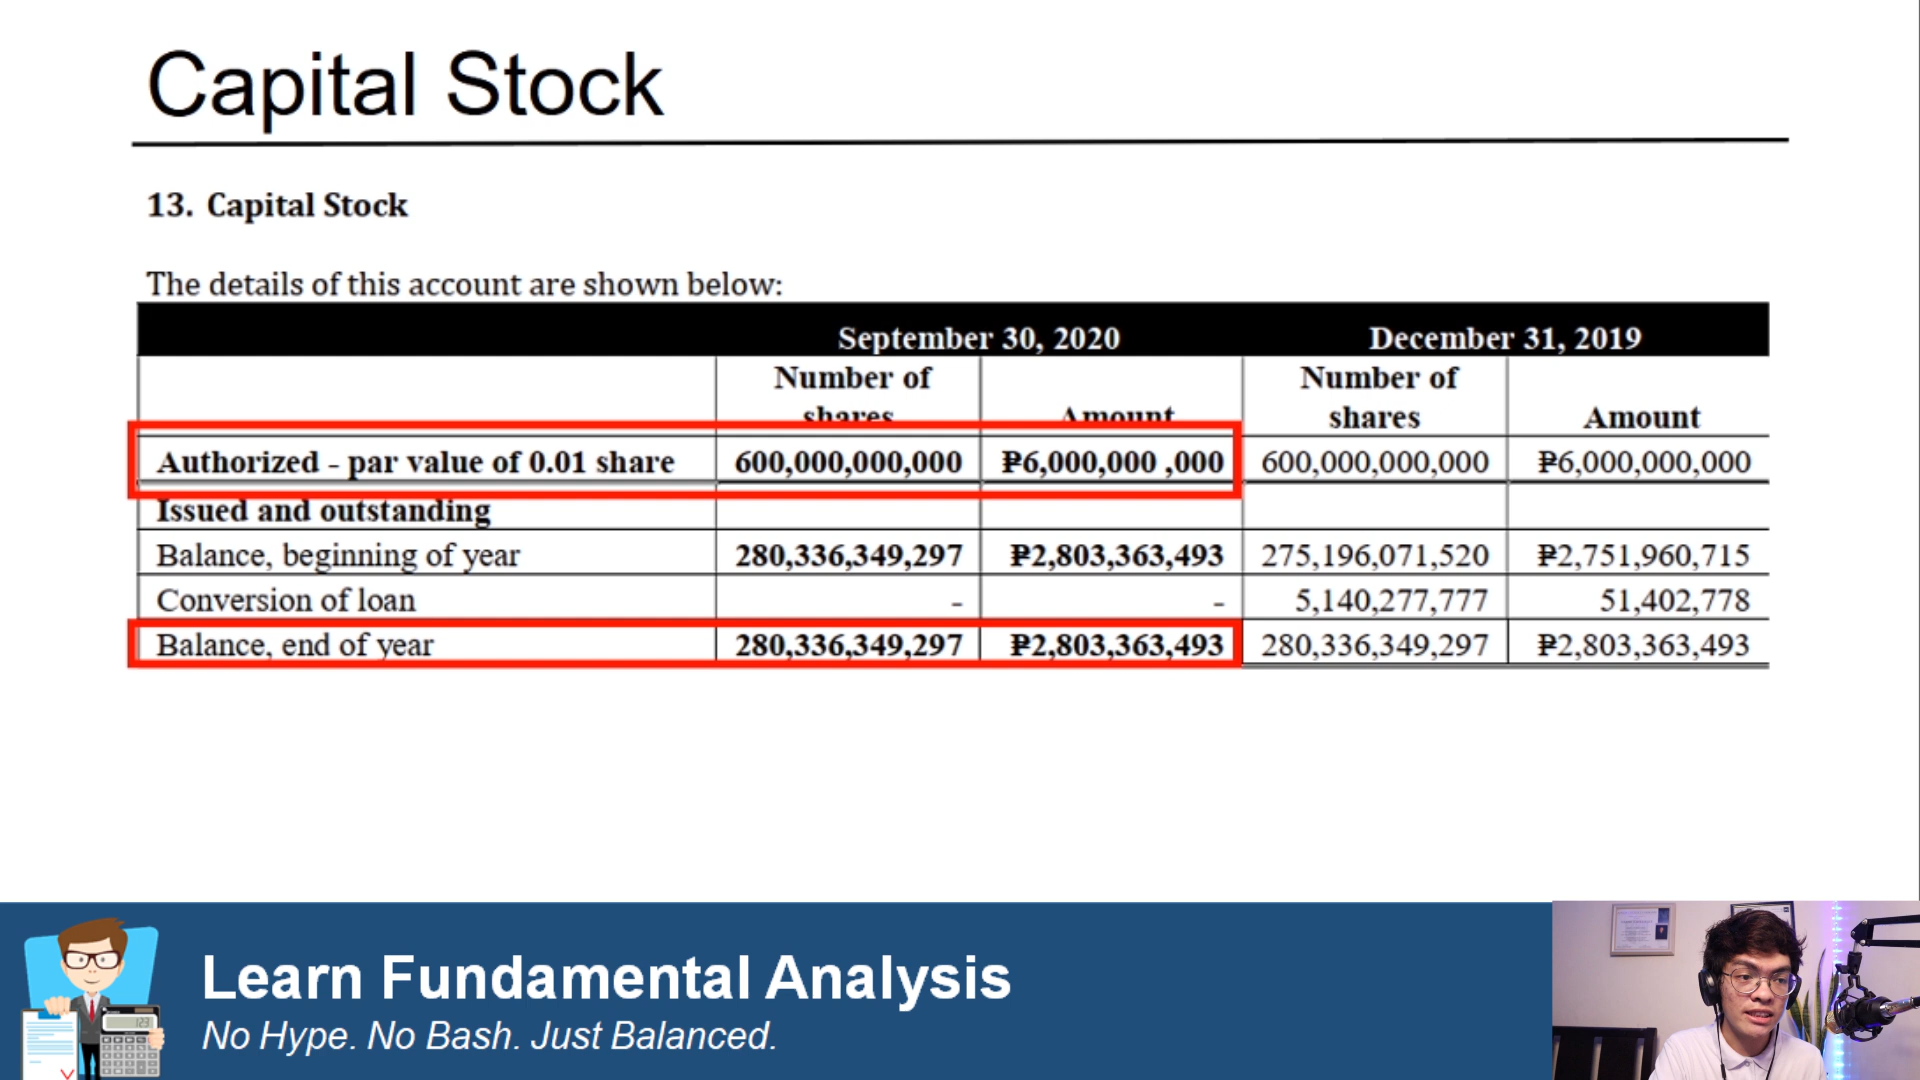 Capital Stock
13. Capital Stock
The details of this account are shown below:
September 30, 2020 December 31, 2019
Number of shares Amount Number of shares Amount
Authorized - par value of 0.01 share 600,000,000,000 ₱6,000,000 ,000 600,000,000,000 ₱6,000,000,000
Issued and outstanding
Balance, beginning of year 280,336,349,297 ₱2,803,363,493 275,196,071,520 ₱2,751,960,715
Conversion of loan - - 5,140,277,777 51,402,778
Balance, end of year 280,336,349,297 ₱2,803,363,493 280,336,349,297 ₱2,803,363,493
Learn Fundamental Analysis
No Hype. No Bash. Just Balanced.
123